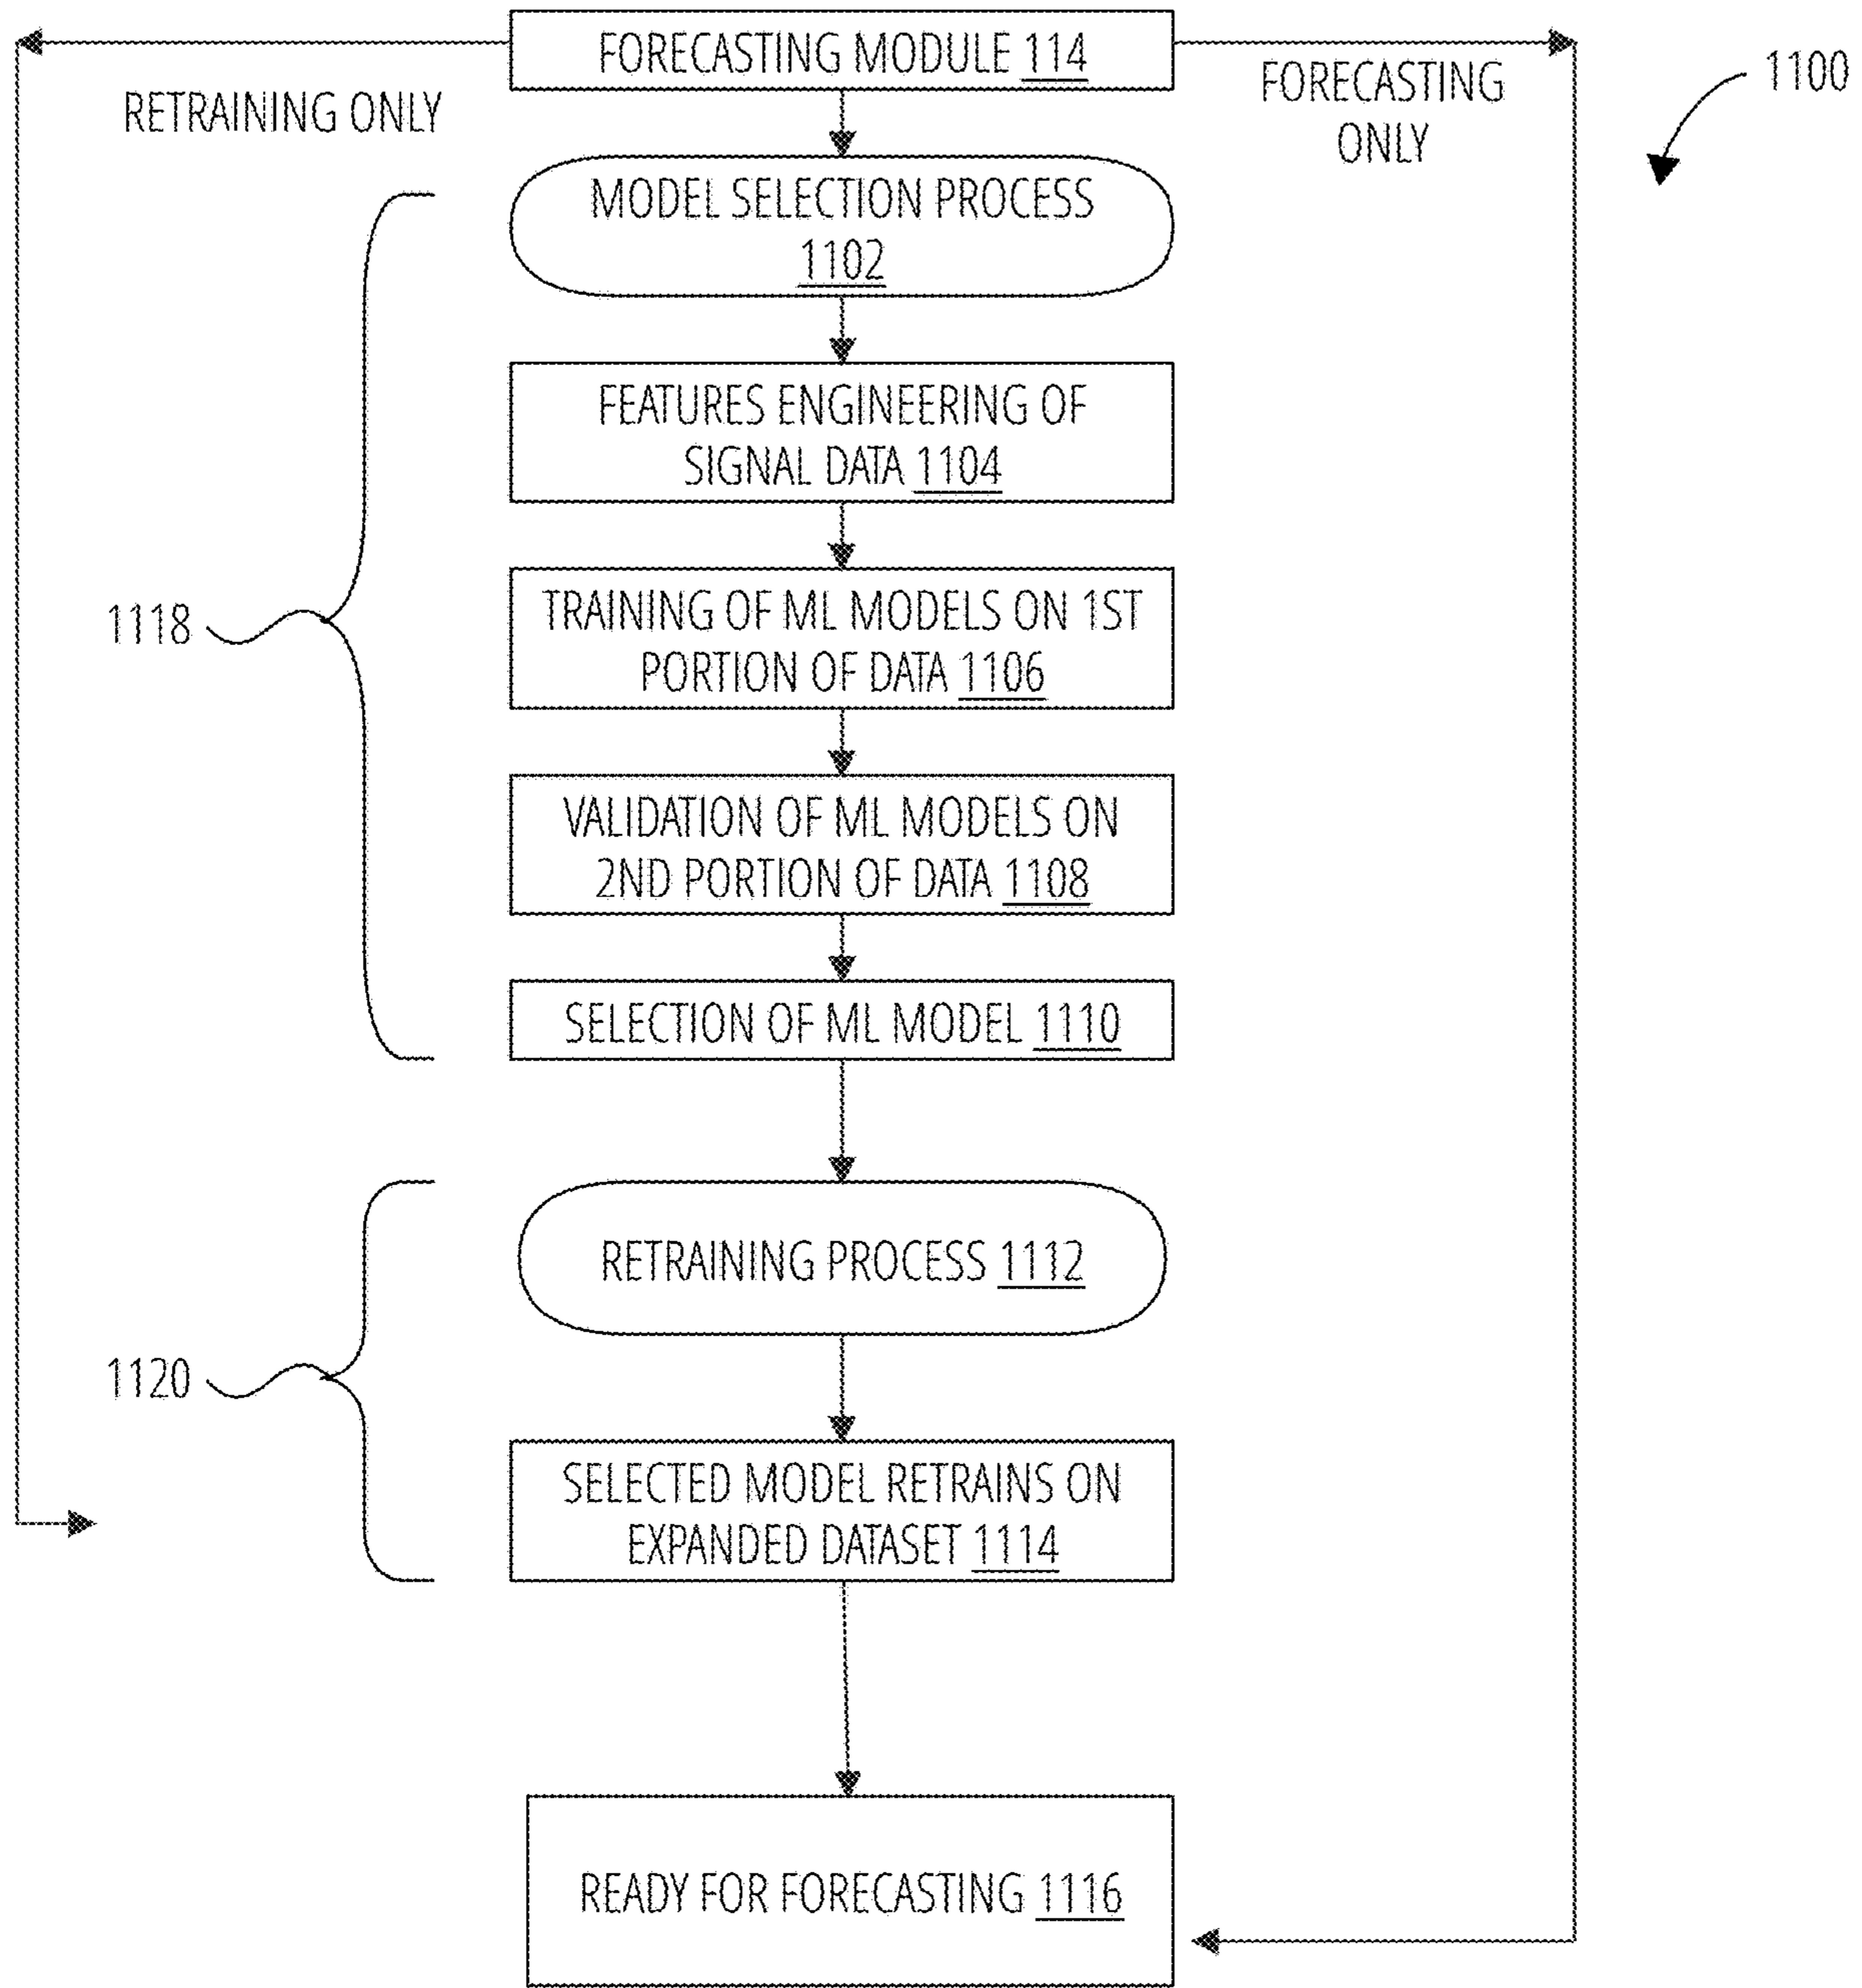 FORECASTING MODULE 114
RETRAINING ONLY
FORECASTING
ONLY
1100
MODEL SELECTION PROCESS
1102
FEATURES ENGINEERING OF
SIGNAL DATA 1104
1118
TRAINING OF ML MODELS ON 1ST
PORTION OF DATA 1106
VALIDATION OF ML MODELS ON
2ND PORTION OF DATA 1108
SELECTION OF ML MODEL 1110
RETRAINING PROCESS 1112
1120
SELECTED MODEL RETRAINS ON
EXPANDED DATASET 1114
READY FOR FORECASTING 1116